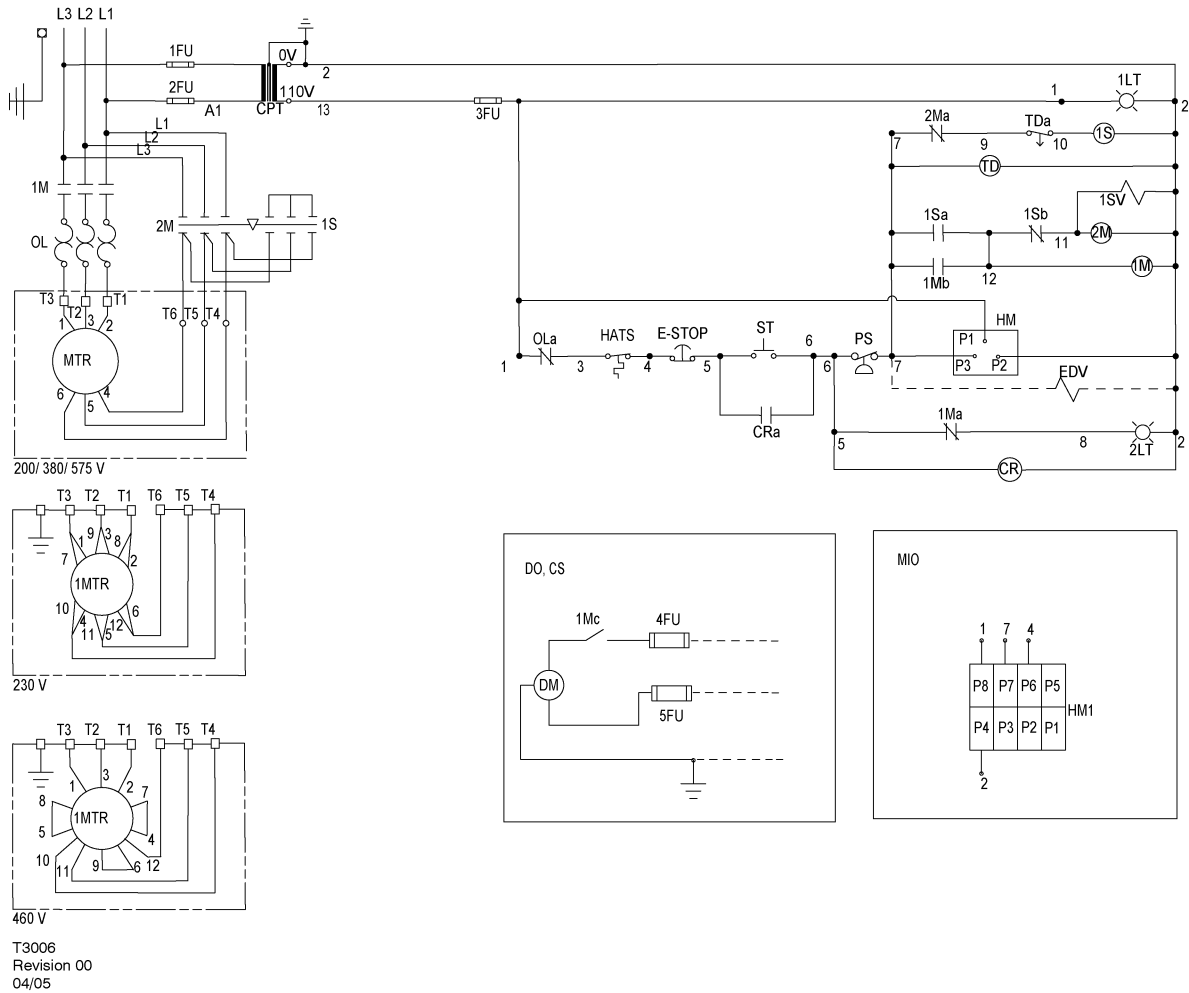 L3 L2 L1
1FU
0V
2
1LT
2FU
A1
CPT
110V
13
3FU
1
2
L1
L2
L3
2Ma
TDa
7
9
10
1S
TD
1M
1SV
2M
1S
1Sa
1Sb
11
2M
OL
1Mb
12
1M
T3
T2
T1
T6
T5
T4
1
3
2
MTR
6
5
4
HM
P1
P3
P2
OLa
HATS
E-STOP
ST
PS
1
3
4
5
6
6
7
EDV
CRa
1Ma
5
8
2LT
2
CR
200/ 380/ 575 V
T3 T2 T1 T6 T5 T4
7
1
9
3
8
2
1MTR
10
4
11
5
12
6
230 V
T3 T2 T1 T6 T5 T4
1
3
2
8
7
1MTR
5
4
10
11
9
6
12
460 V
DO, CS
1Mc
4FU
DM
5FU
MIO
1 7 4
P8 P7 P6 P5
HM1
P4 P3 P2 P1
2
T3006
Revision 00
04/05